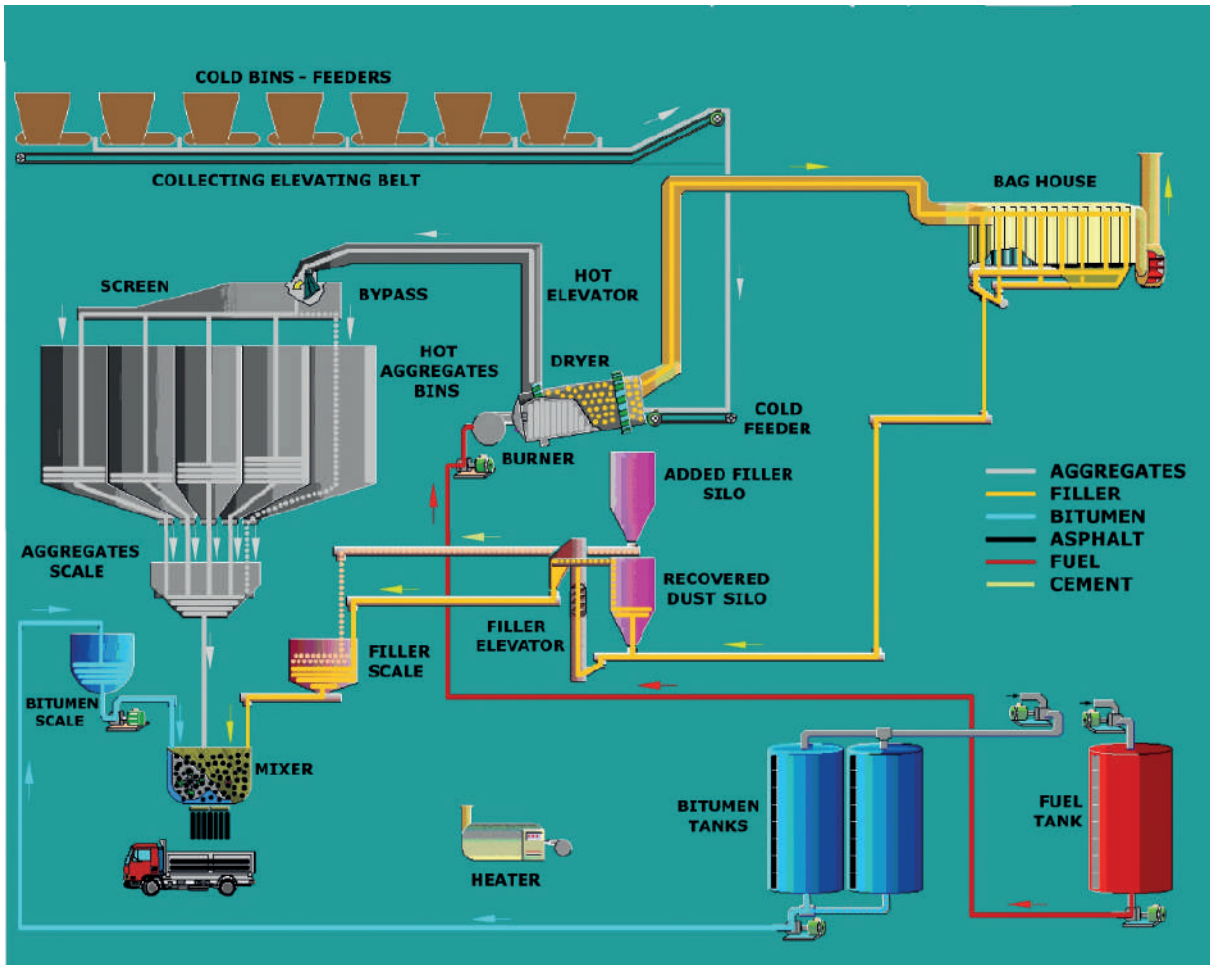 COLD BINS - FEEDERS
COLLECTING ELEVATING BELT
BAG HOUSE
SCREEN
BYPASS
HOT
ELEVATOR
HOT
AGGREGATES
BINS
DRYER
COLD
FEEDER
BURNER
ADDED FILLER
SILO
AGGREGATES
FILLER
BITUMEN
ASPHALT
FUEL
CEMENT
AGGREGATES
SCALE
RECOVERED
DUST SILO
FILLER
ELEVATOR
FILLER
SCALE
BITUMEN
SCALE
MIXER
BITUMEN
TANKS
FUEL
TANK
HEATER